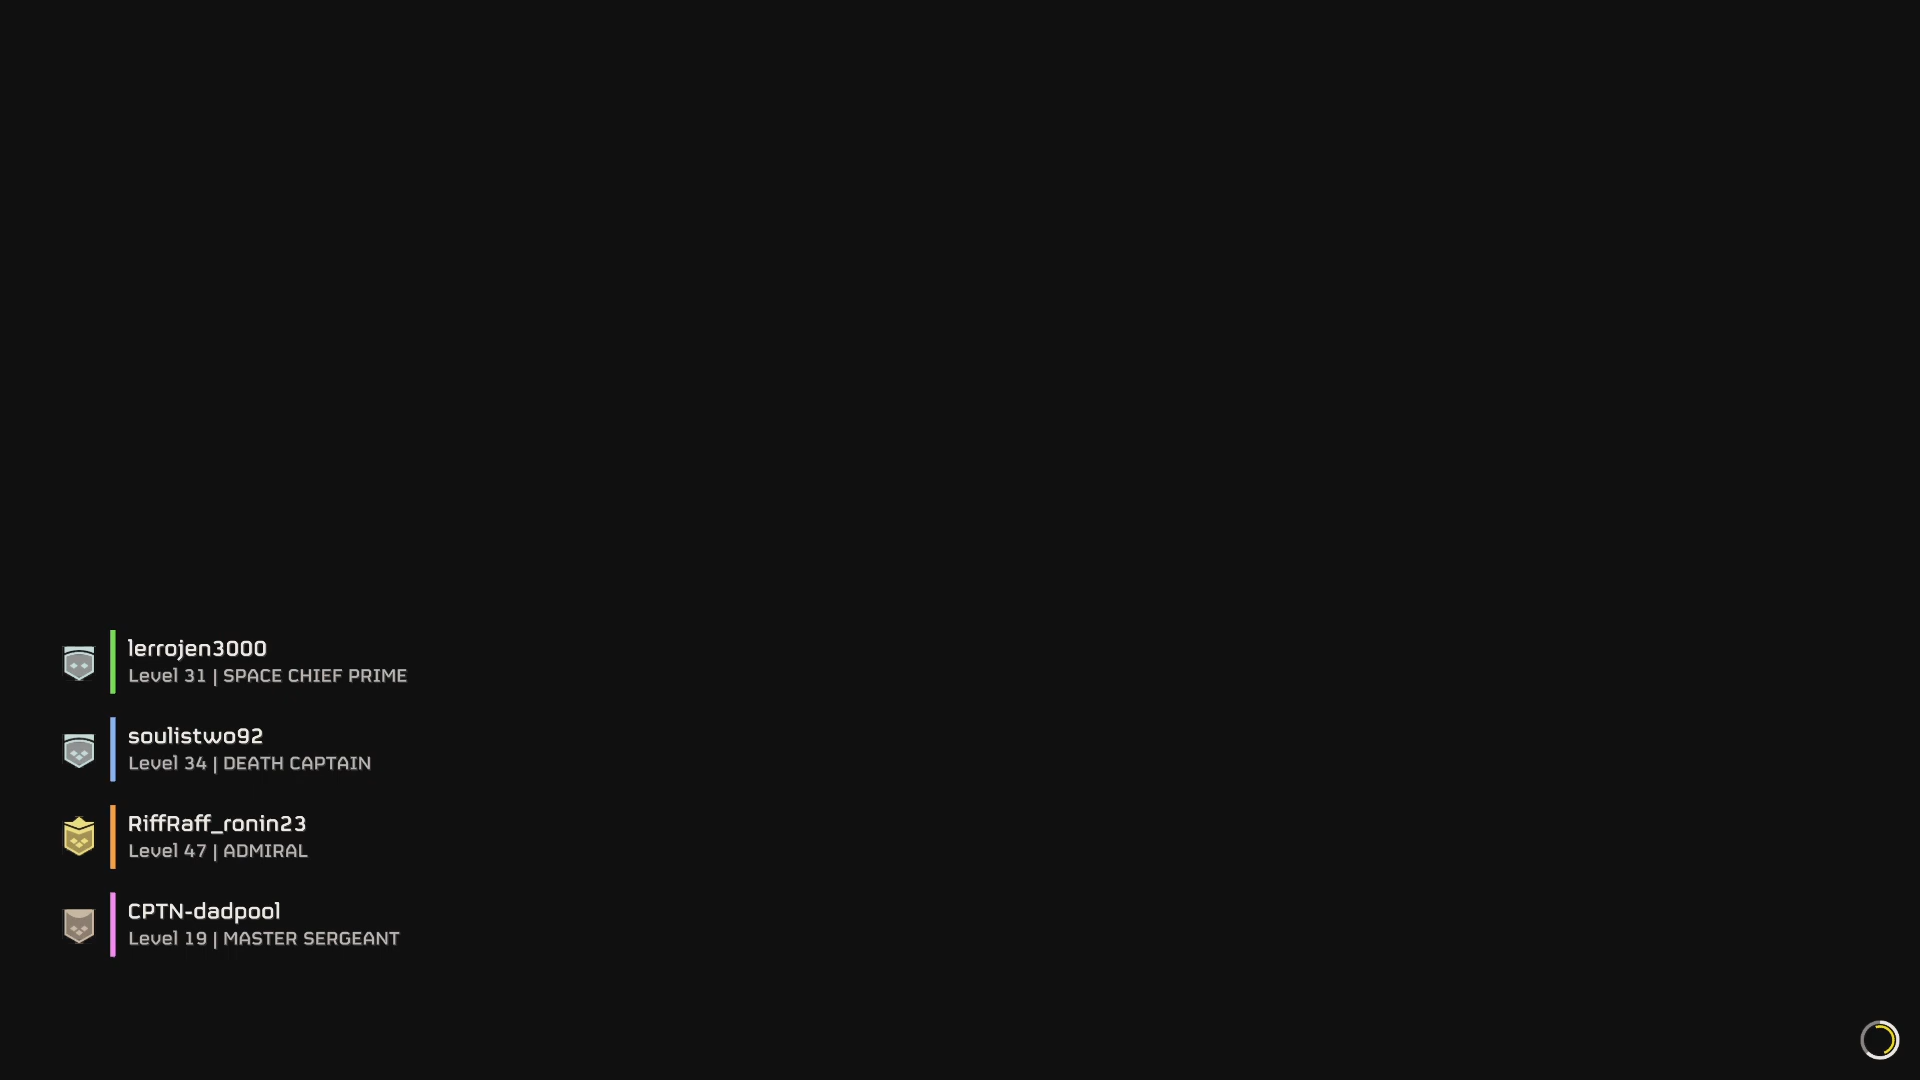 lerrojen3000
Level 31 | SPACE CHIEF PRIME
soulistwo92
Level 34 | DEATH CAPTAIN
RiffRaff_ronin23
Level 47 | ADMIRAL
CPTN-dadpool
Level 19 | MASTER SERGEANT